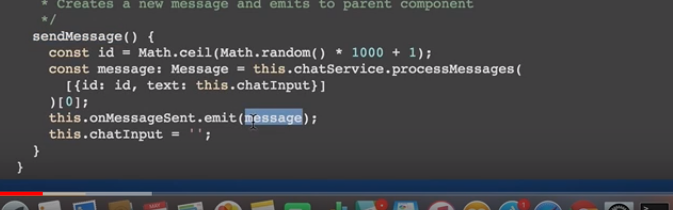 * Creates a new message and emits to parent component
*/
sendMessage() {
const id = Math.ceil(Math.random() * 1000 + 1);
const message: Message = this.chatService.processMessages(
[{id: id, text: this.chatInput}]
)[0];
this.onMessageSent.emit(message);
this.chatInput = '';
}
}